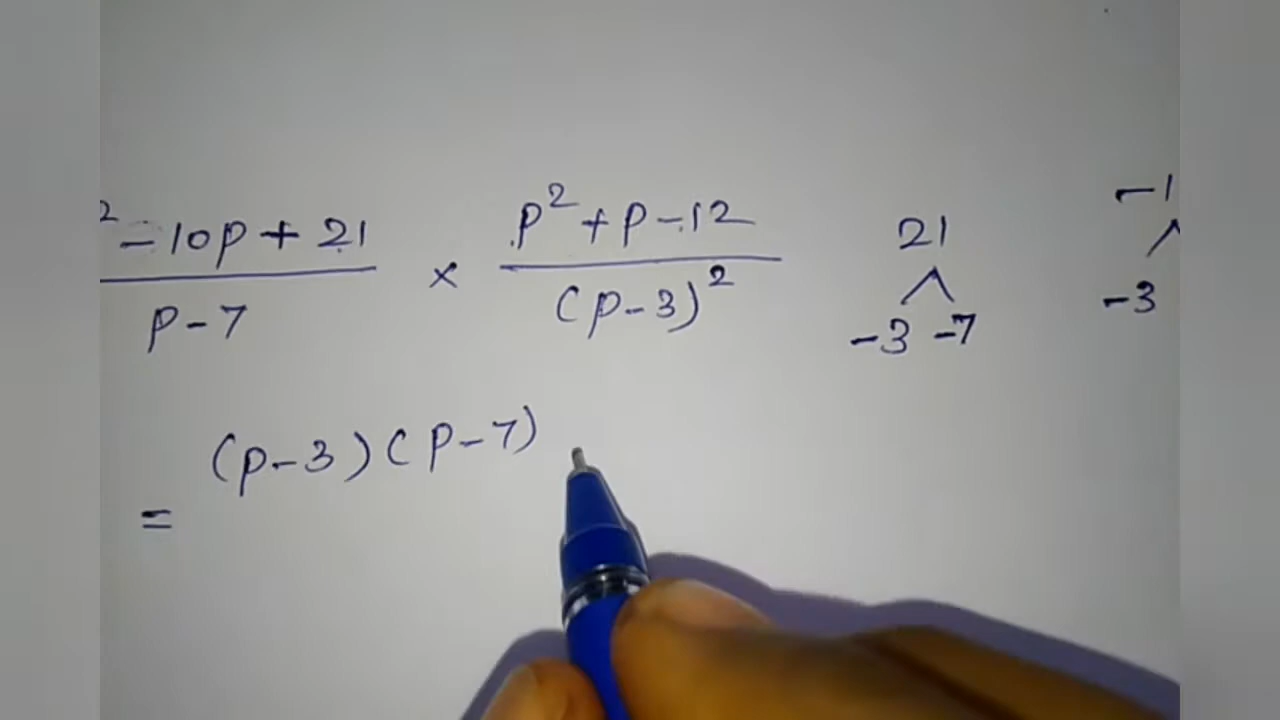 ² - 10p + 21 / p - 7 × p² + p - 12 / (p - 3)²
21
-3 -7
-1
-3
= (p - 3)(p - 7)